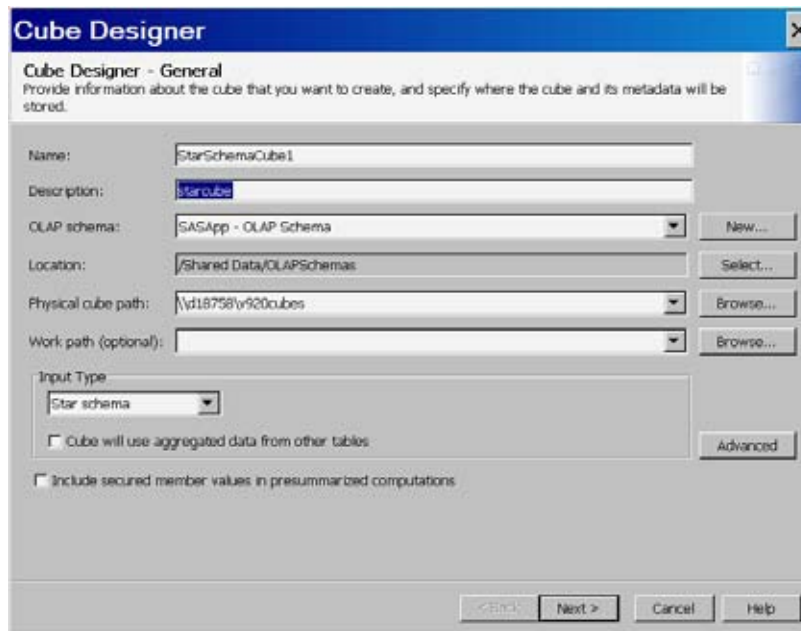 Cube Designer
Cube Designer - General
Provide information about the cube that you want to create, and specify where the cube and its metadata will be
stored.
Name: StarSchemaCube1
Description: starcube
OLAP schema: SASApp - OLAP Schema New...
Location: /Shared Data/OLAPSchemas Select...
Physical cube path: \\d18758\v920cubes Browse...
Work path (optional): Browse...
Input Type
Star schema
Cube will use aggregated data from other tables Advanced
Include secured member values in presummarized computations
< Back Next > Cancel Help